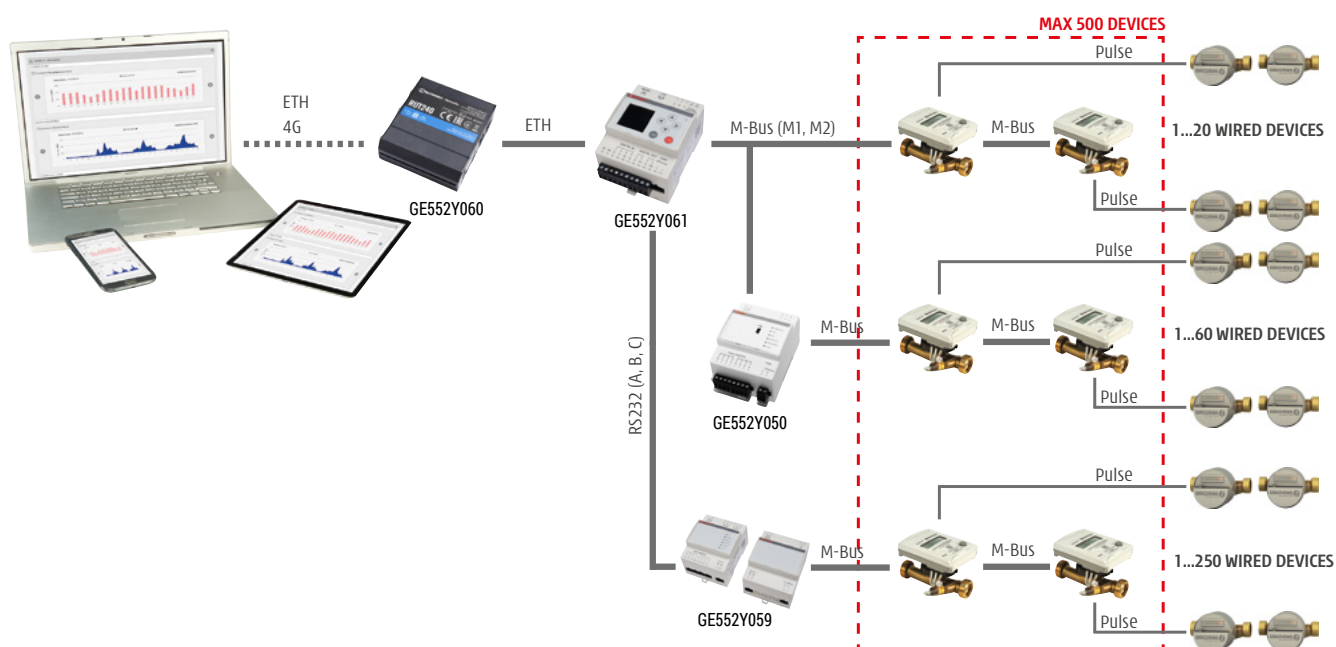 MAX 500 DEVICES
Pulse
ETH
4G
RUT240
ETH
M-Bus (M1, M2)
M-Bus
1...20 WIRED DEVICES
GE552Y060
GE552Y061
Pulse
Pulse
RS232 (A, B, C)
M-Bus
M-Bus
1...60 WIRED DEVICES
Pulse
GE552Y050
Pulse
M-Bus
M-Bus
1...250 WIRED DEVICES
GE552Y059
Pulse